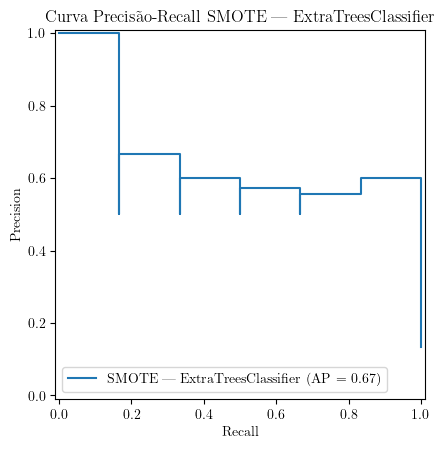 Curva Precisão-Recall SMOTE — ExtraTreesClassifier
1.0
0.8
0.6
0.4
0.2
0.0
Precision
SMOTE — ExtraTreesClassifier (AP = 0.67)
0.0 0.2 0.4 0.6 0.8 1.0
Recall